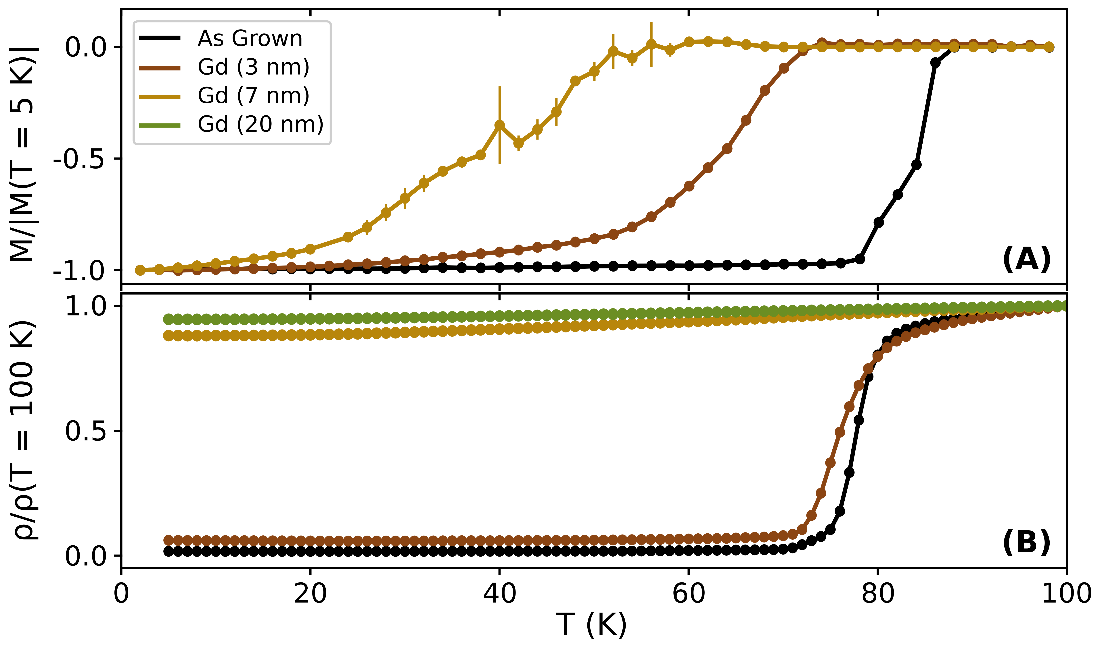 M/|M(T = 5 K)|
0.0
-0.5
-1.0
As Grown
Gd (3 nm)
Gd (7 nm)
Gd (20 nm)
(A)
ρ/ρ(T = 100 K)
1.0
0.5
0.0
(B)
0 20 40 60 80 100
T (K)